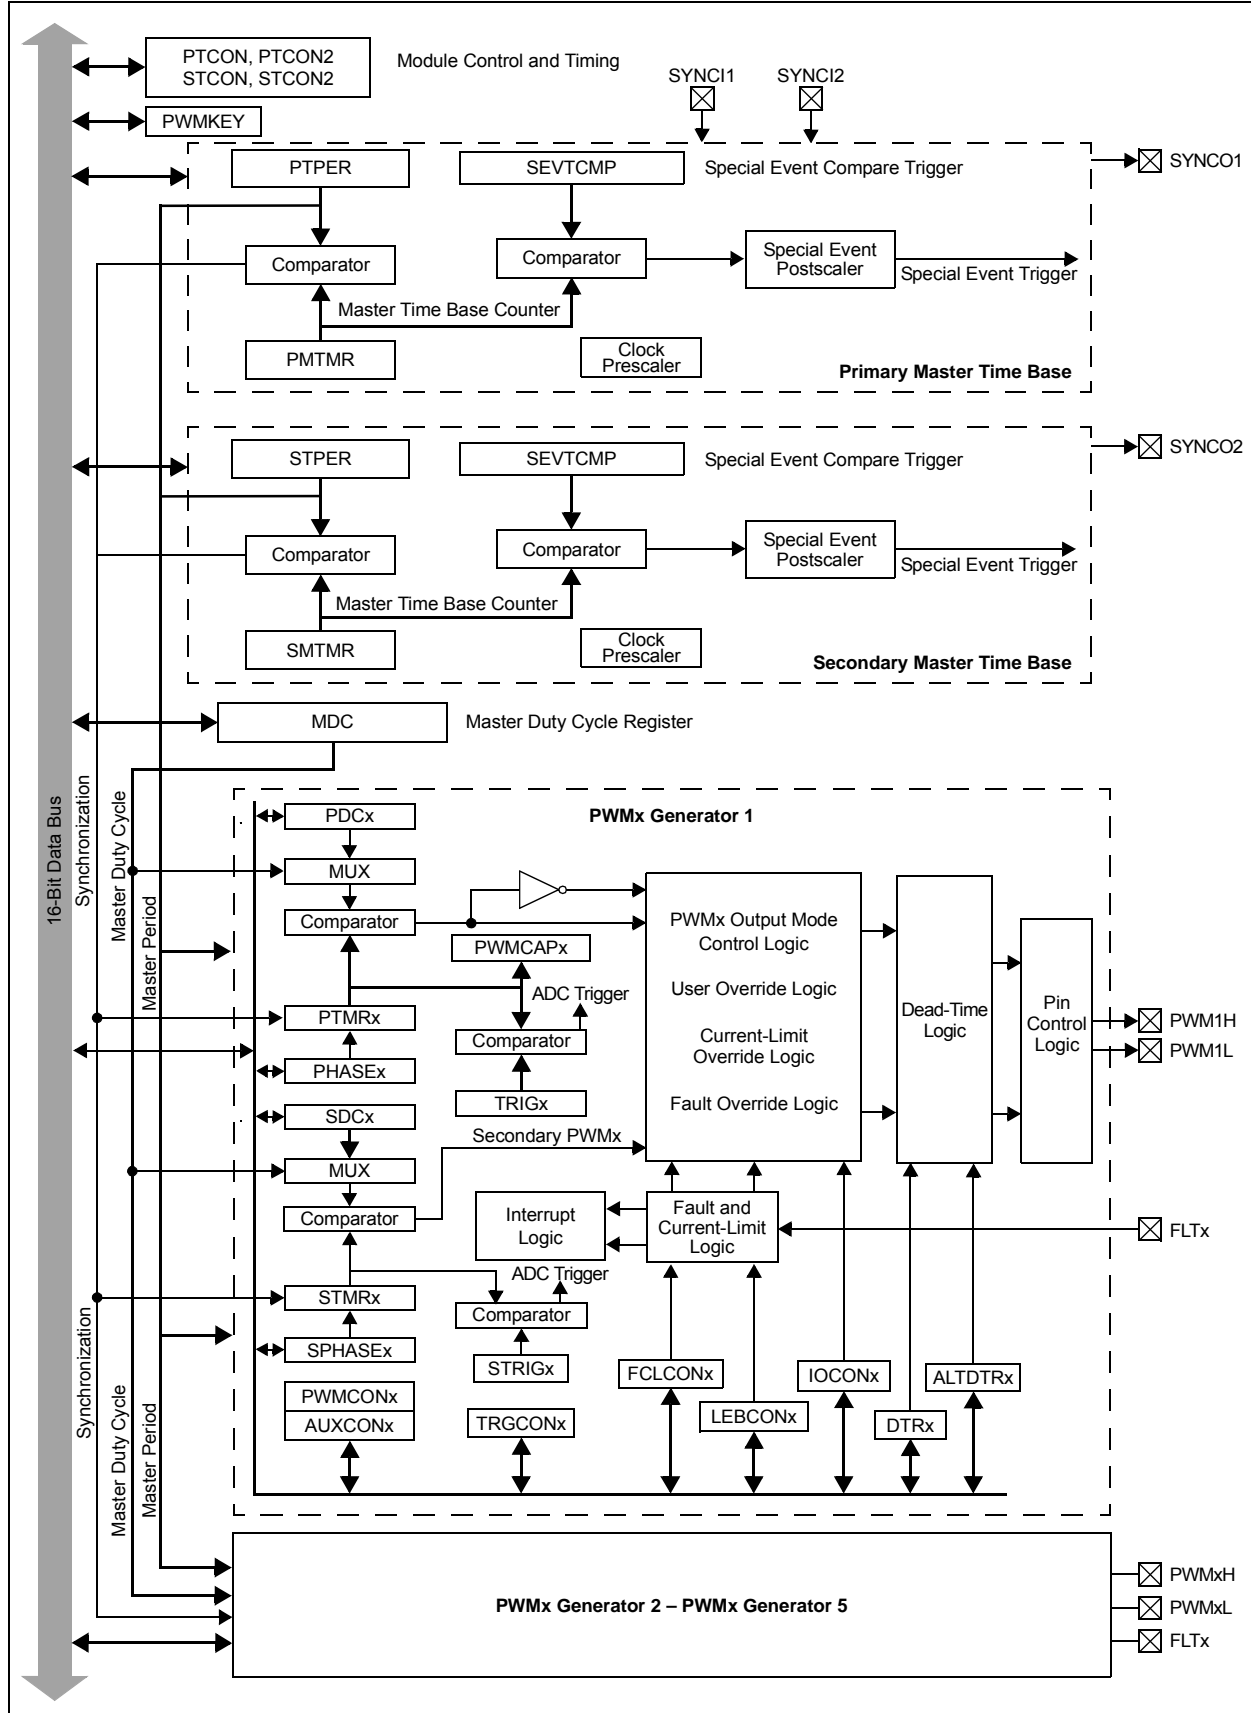 PTCON, PTCON2
STCON, STCON2
Module Control and Timing
SYNCI1
SYNCI2
PWMKEY
PTPER
SEVTCMP
Special Event Compare Trigger
SYNCO1
Comparator
Comparator
Special Event
Postscaler
Special Event Trigger
Master Time Base Counter
PMTMR
Clock
Prescaler
Primary Master Time Base
STPER
SEVTCMP
Special Event Compare Trigger
SYNCO2
Comparator
Comparator
Special Event
Postscaler
Special Event Trigger
Master Time Base Counter
SMTMR
Clock
Prescaler
Secondary Master Time Base
MDC
Master Duty Cycle Register
16-Bit Data Bus
Synchronization
Master Duty Cycle
Master Period
PWMx Generator 1
PDCx
MUX
Comparator
PWMCAPx
ADC Trigger
PTMRx
Comparator
PHASEx
TRIGx
SDCx
Secondary PWMx
MUX
Comparator
PWMx Output Mode
Control Logic
User Override Logic
Current-Limit
Override Logic
Fault Override Logic
Dead-Time
Logic
Pin
Control
Logic
PWM1H
PWM1L
Interrupt
Logic
Fault and
Current-Limit
Logic
FLTx
ADC Trigger
STMRx
Comparator
SPHASEx
STRIGx
FCLCONx
IOCONx
ALTDTRx
PWMCONx
AUXCONx
TRGCONx
LEBCONx
DTRx
Synchronization
Master Duty Cycle
Master Period
PWMx Generator 2 – PWMx Generator 5
PWMxH
PWMxL
FLTx